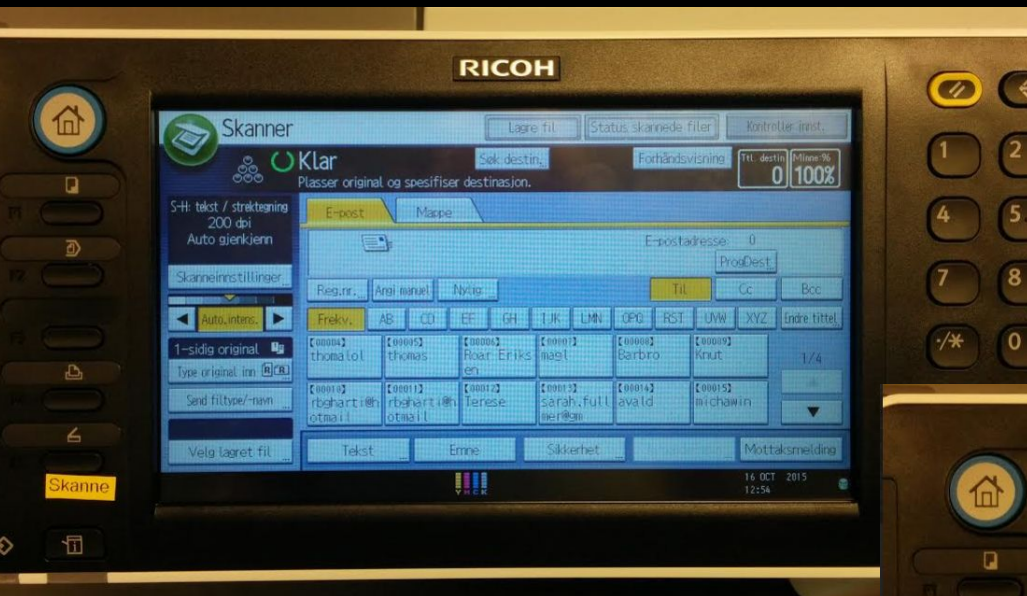 RICOH
Skanner
Lagre fil
Status skannede filer
Kontroller innst.
Klar
Søk destin.
Forhåndsvisning
Ttl. destin
0
Minne %
100%
Plasser original og spesifiser destinasjon.
S-H: tekst / strektegning
200 dpi
Auto gjenkjenn
E-post
Mappe
E-postadresse 0
ProgDest.
Skanneinnstillinger
Reg.nr.
Angi manuel
Nylig
Til
Cc
Bcc
Auto.intens.
Frekv.
AB
CD
EF
GH
IJK
LMN
OPQ
RST
UVW
XYZ
Endre tittel
1-sidig original
Type original inn
R R
Send filtype/-navn
Velg lagret fil
[00004]
thomalol
[00005]
thomas
[00006]
Roar Eriks
en
magl
[00008]
Barbro
[00009]
Knut
1/4
[00010]
rbgharti@h
otmail
[00011]
rbgharti@h
otmail
[00012]
Terese
[00013]
sarah.full
mer@gm
[00014]
avald
[00015]
michawin
Tekst
Emne
Sikkerhet
Mottaksmelding
Y M C K
16 OCT 2015
12:54
Skanne
1
2
4
5
7
8
./*
0